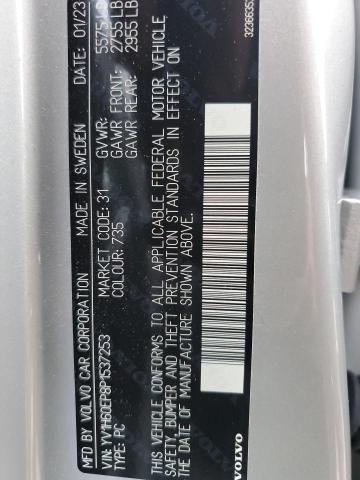 MFD BY VOLVO CAR CORPORATION MADE IN SWEDEN DATE: 01/23
VIN: YV1H60EP8P1537253 GVWR: 5575 LB
TYPE: PC MARKET CODE: 31 GAWR FRONT: 2755 LB
COLOUR: 735 GAWR REAR: 2955 LB
THIS VEHICLE CONFORMS TO ALL APPLICABLE FEDERAL MOTOR VEHICLE
SAFETY, BUMPER AND THEFT PREVENTION STANDARDS IN EFFECT ON
THE DATE OF MANUFACTURE SHOWN ABOVE.
VOLVO